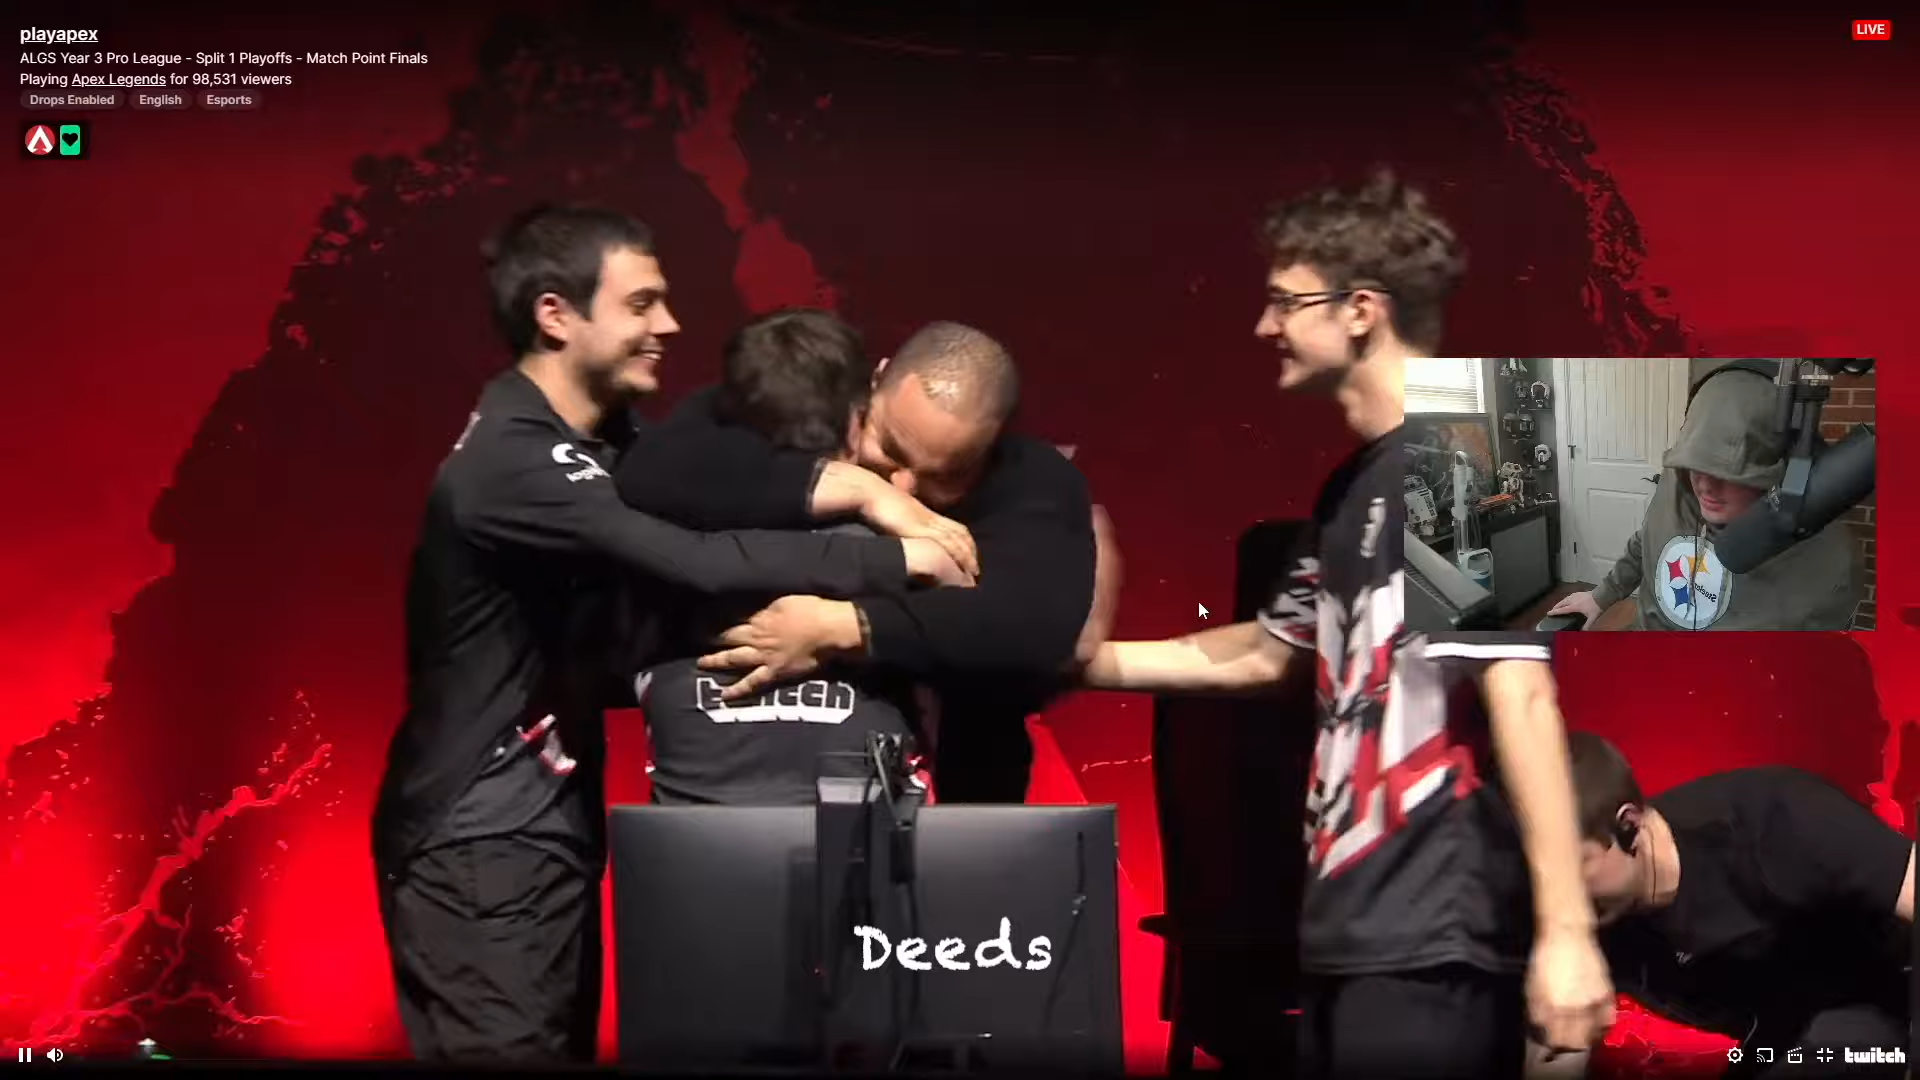 playapex
LIVE
ALGS Year 3 Pro League - Split 1 Playoffs - Match Point Finals
Playing Apex Legends for 98,531 viewers
Drops Enabled English Esports
twitch
Deeds
twitch